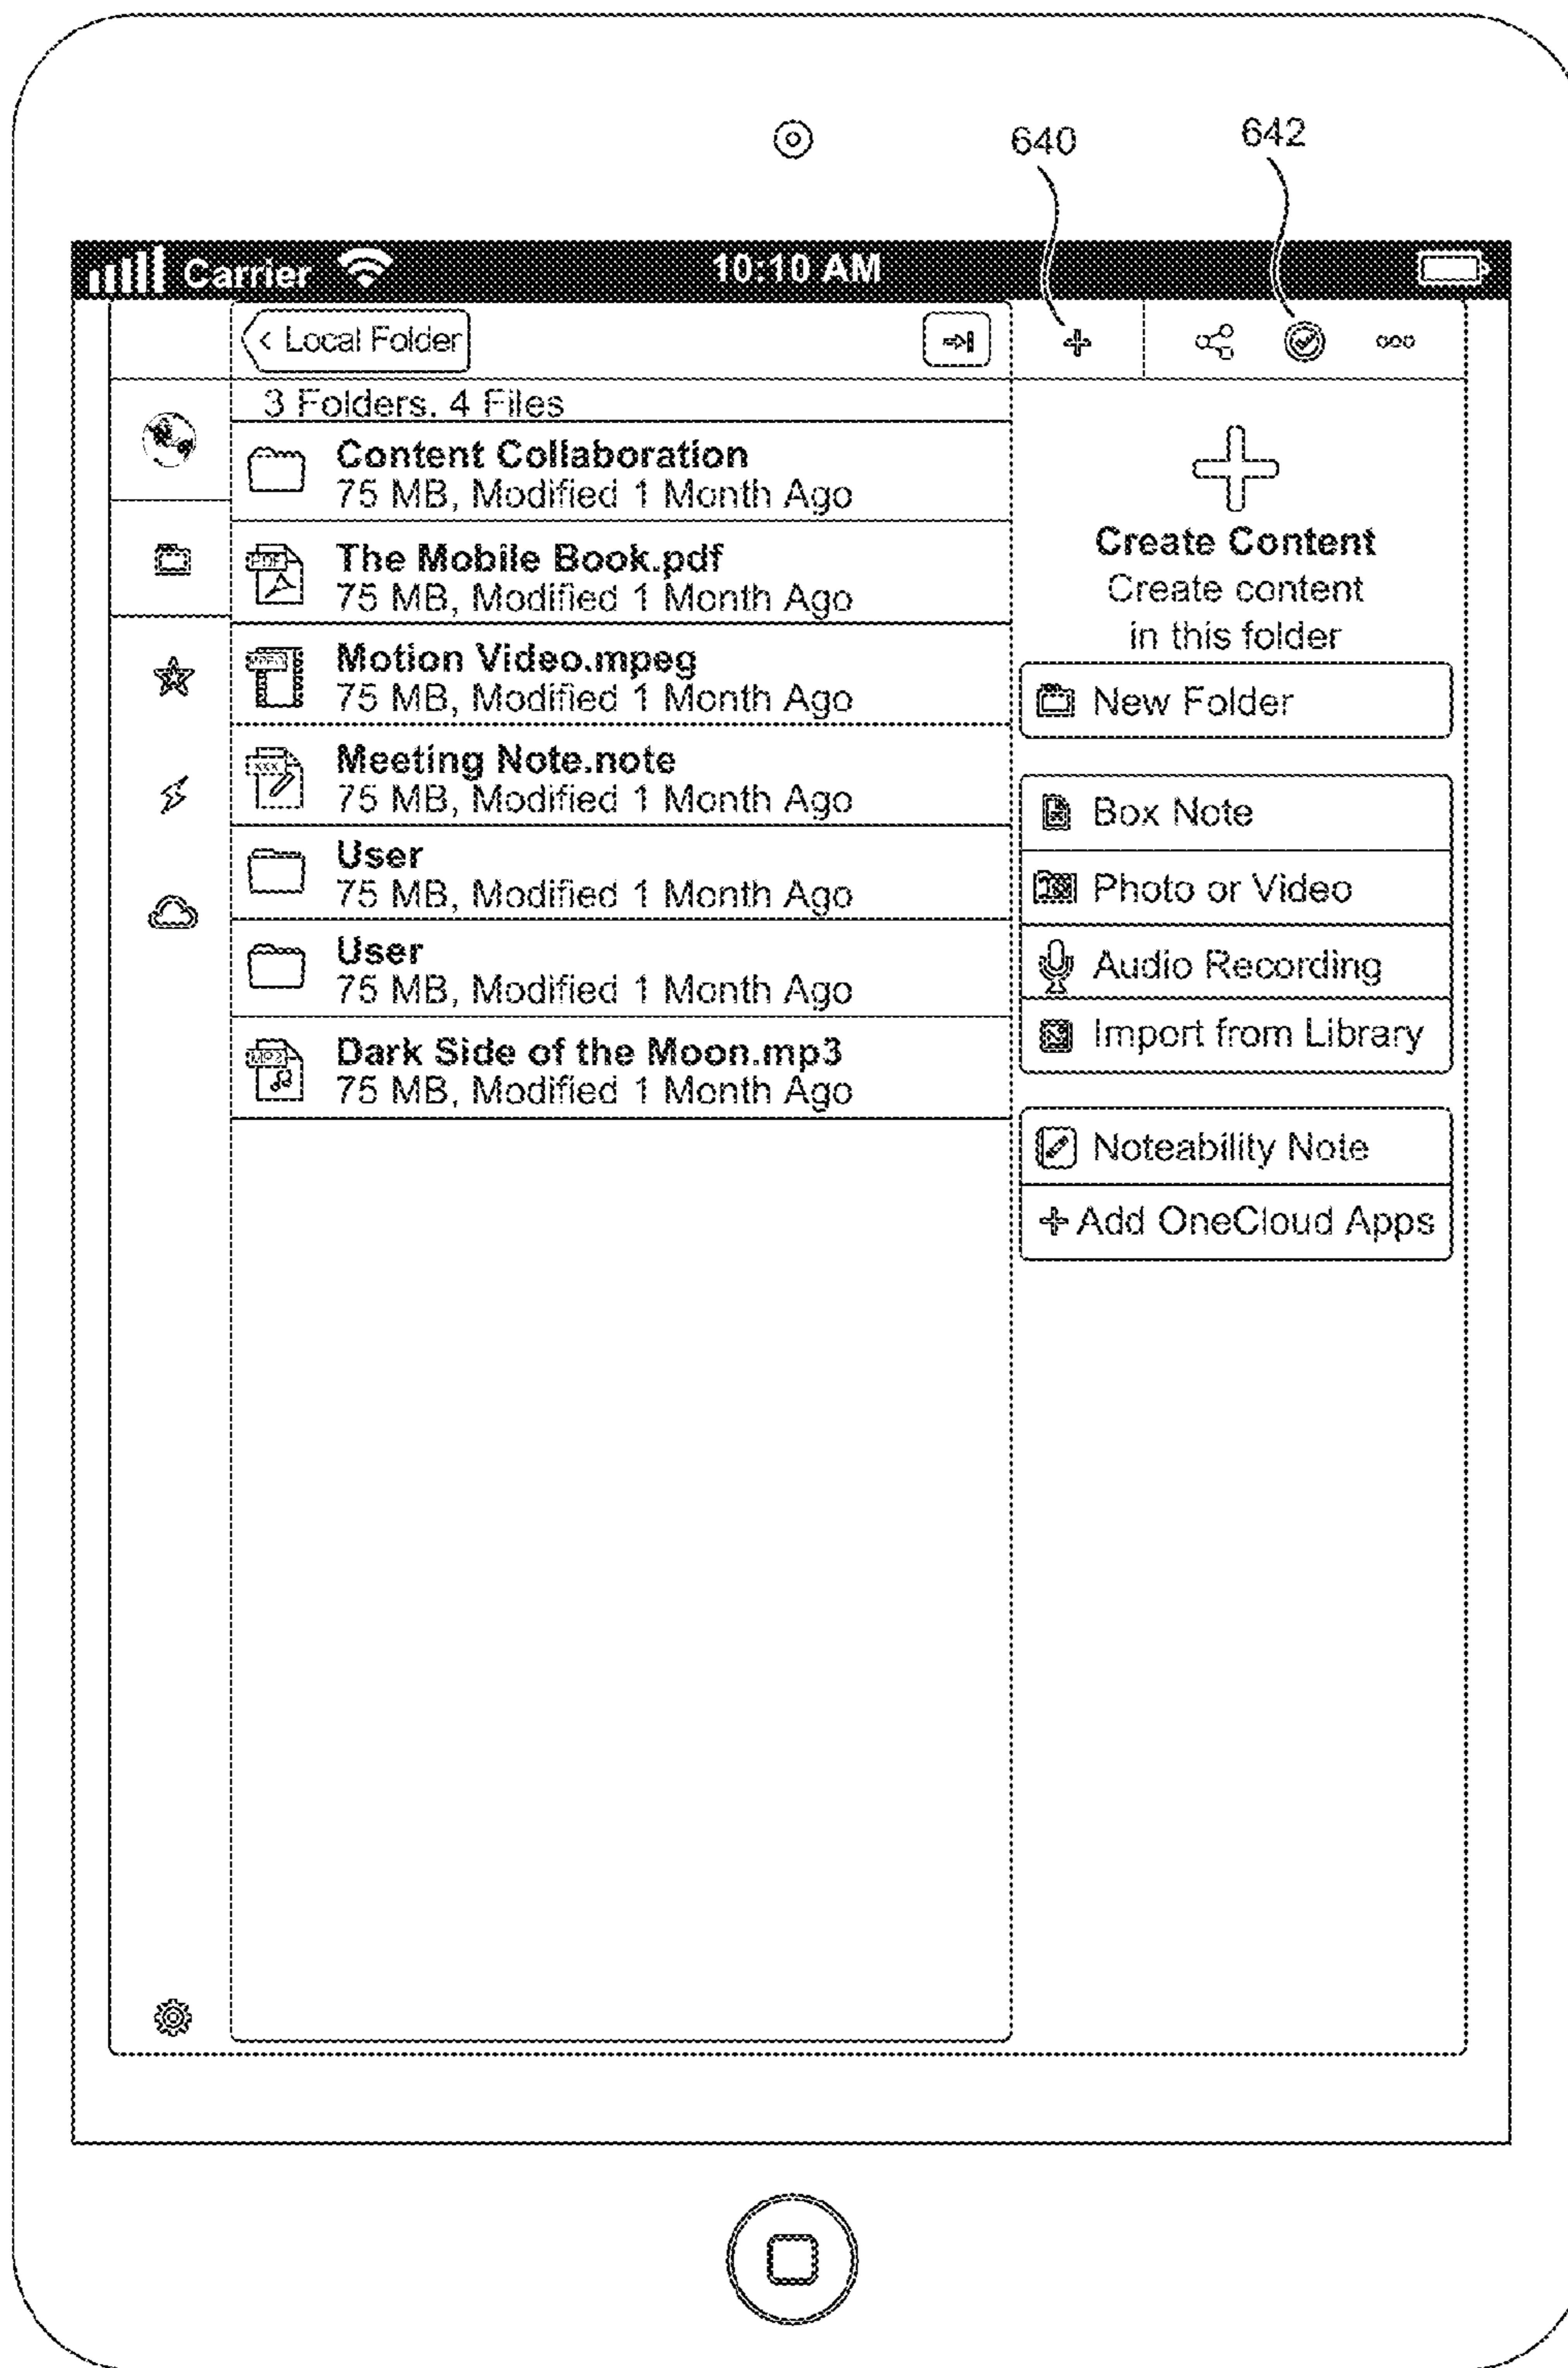 640
642
Carrier
10:10 AM
< Local Folder
3 Folders. 4 Files
Content Collaboration
75 MB, Modified 1 Month Ago
PDF
The Mobile Book.pdf
75 MB, Modified 1 Month Ago
Motion Video.mpeg
75 MB, Modified 1 Month Ago
xxx
Meeting Note.note
75 MB, Modified 1 Month Ago
User
75 MB, Modified 1 Month Ago
User
75 MB, Modified 1 Month Ago
MP3
Dark Side of the Moon.mp3
75 MB, Modified 1 Month Ago
Create Content
Create content
in this folder
New Folder
Box Note
Photo or Video
Audio Recording
Import from Library
Noteability Note
+ Add OneCloud Apps